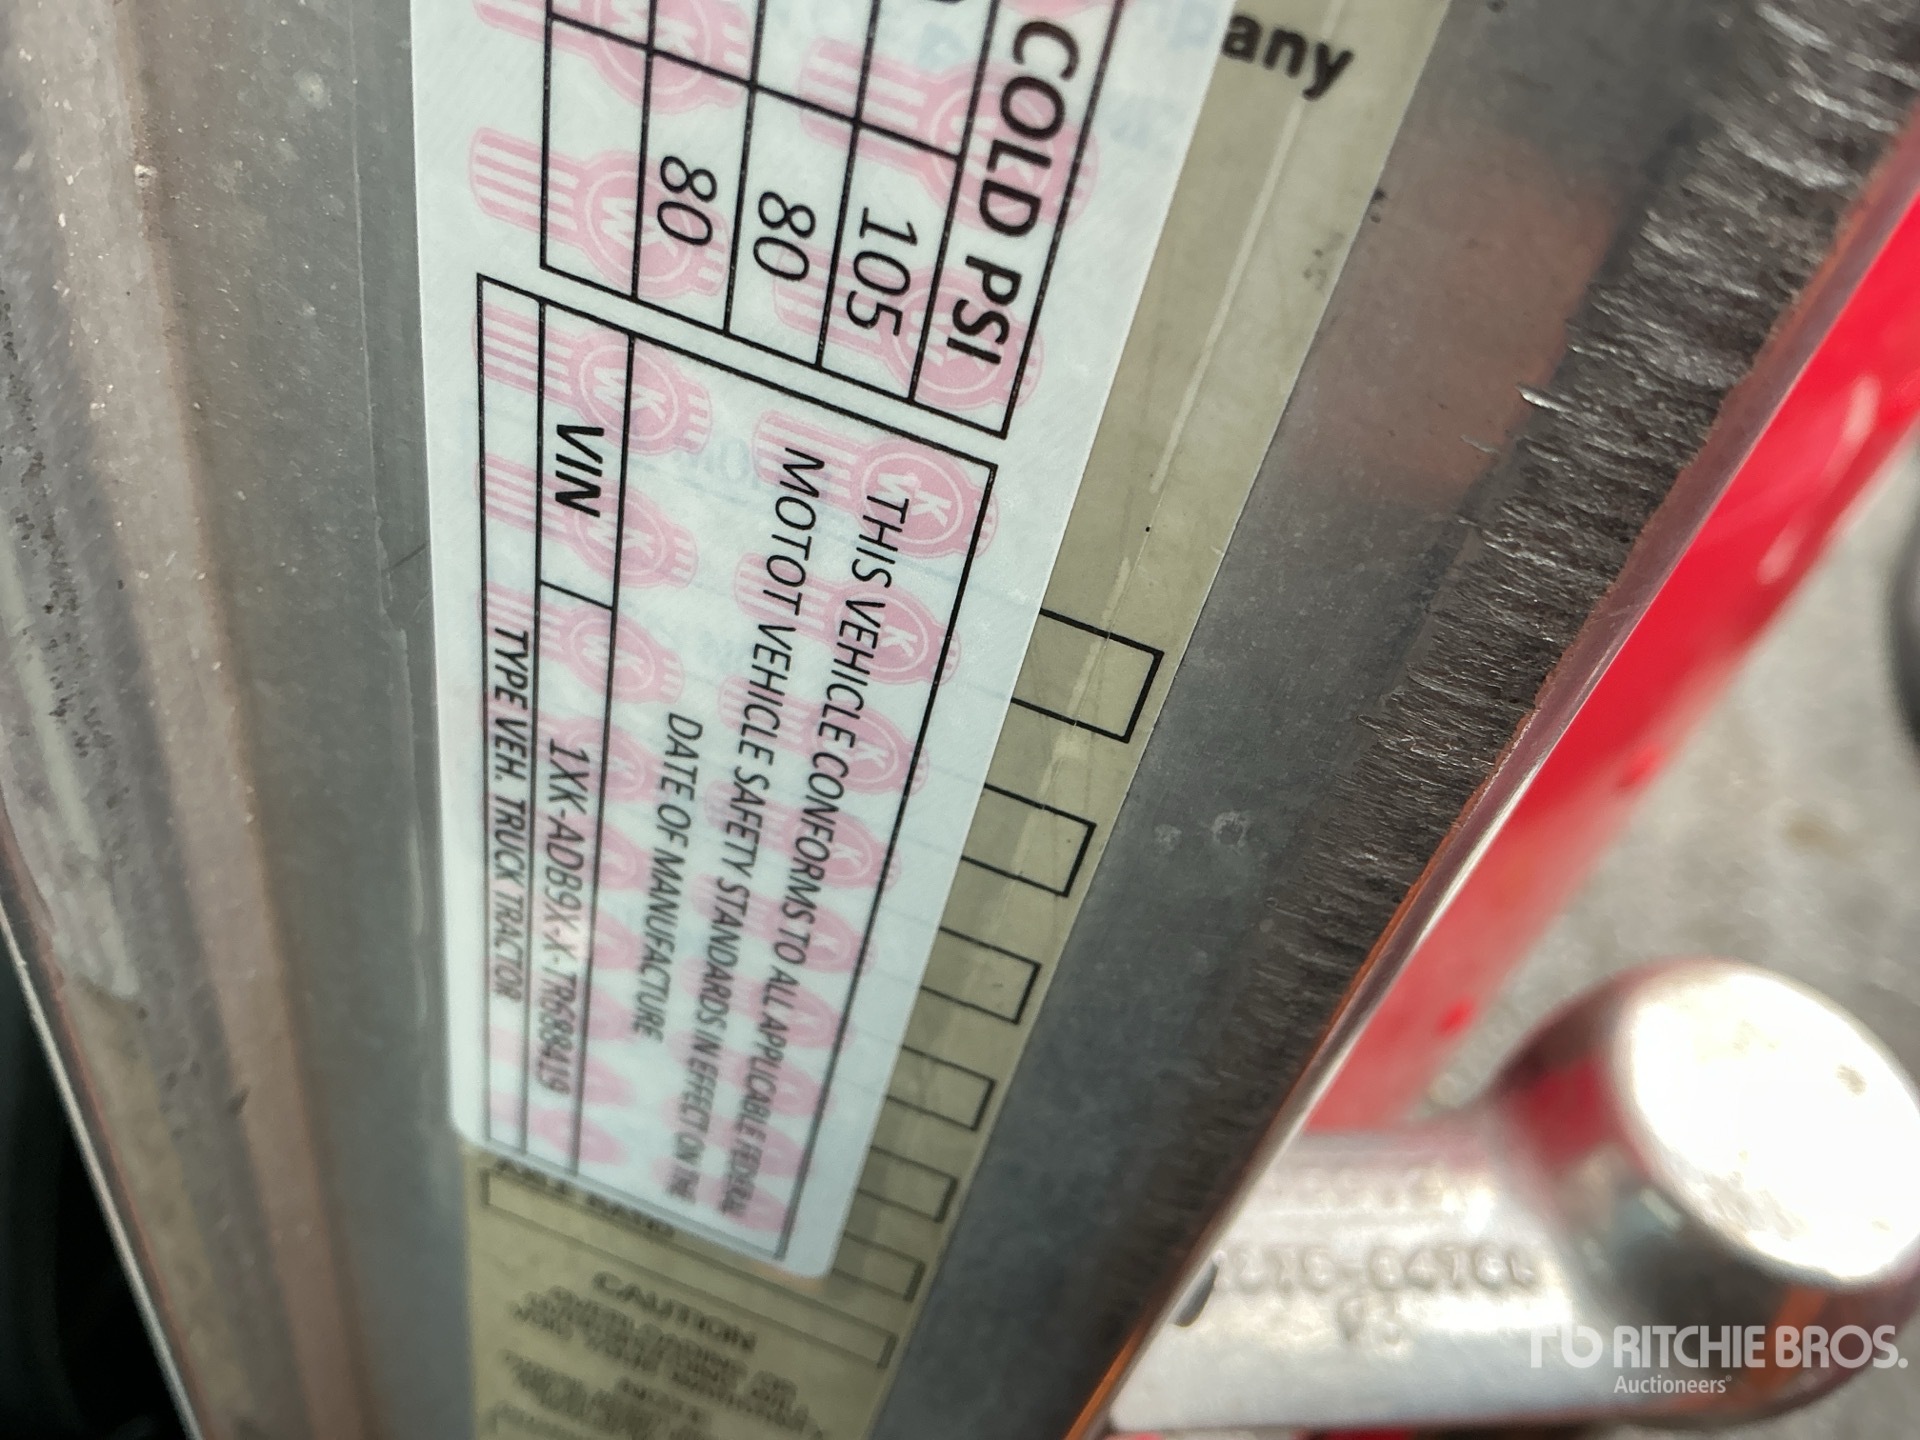 any
COLD PSI
105
80
80
THIS VEHICLE CONFORMS TO ALL APPLICABLE FEDERAL
MOTOT VEHICLE SAFETY STANDARDS IN EFFECT ON THE
DATE OF MANUFACTURE
VIN 1XK-ADB9X-X-TR688419
TYPE VEH. TRUCK TRACTOR
CAUTION
RITCHIE BROS.
Auctioneers